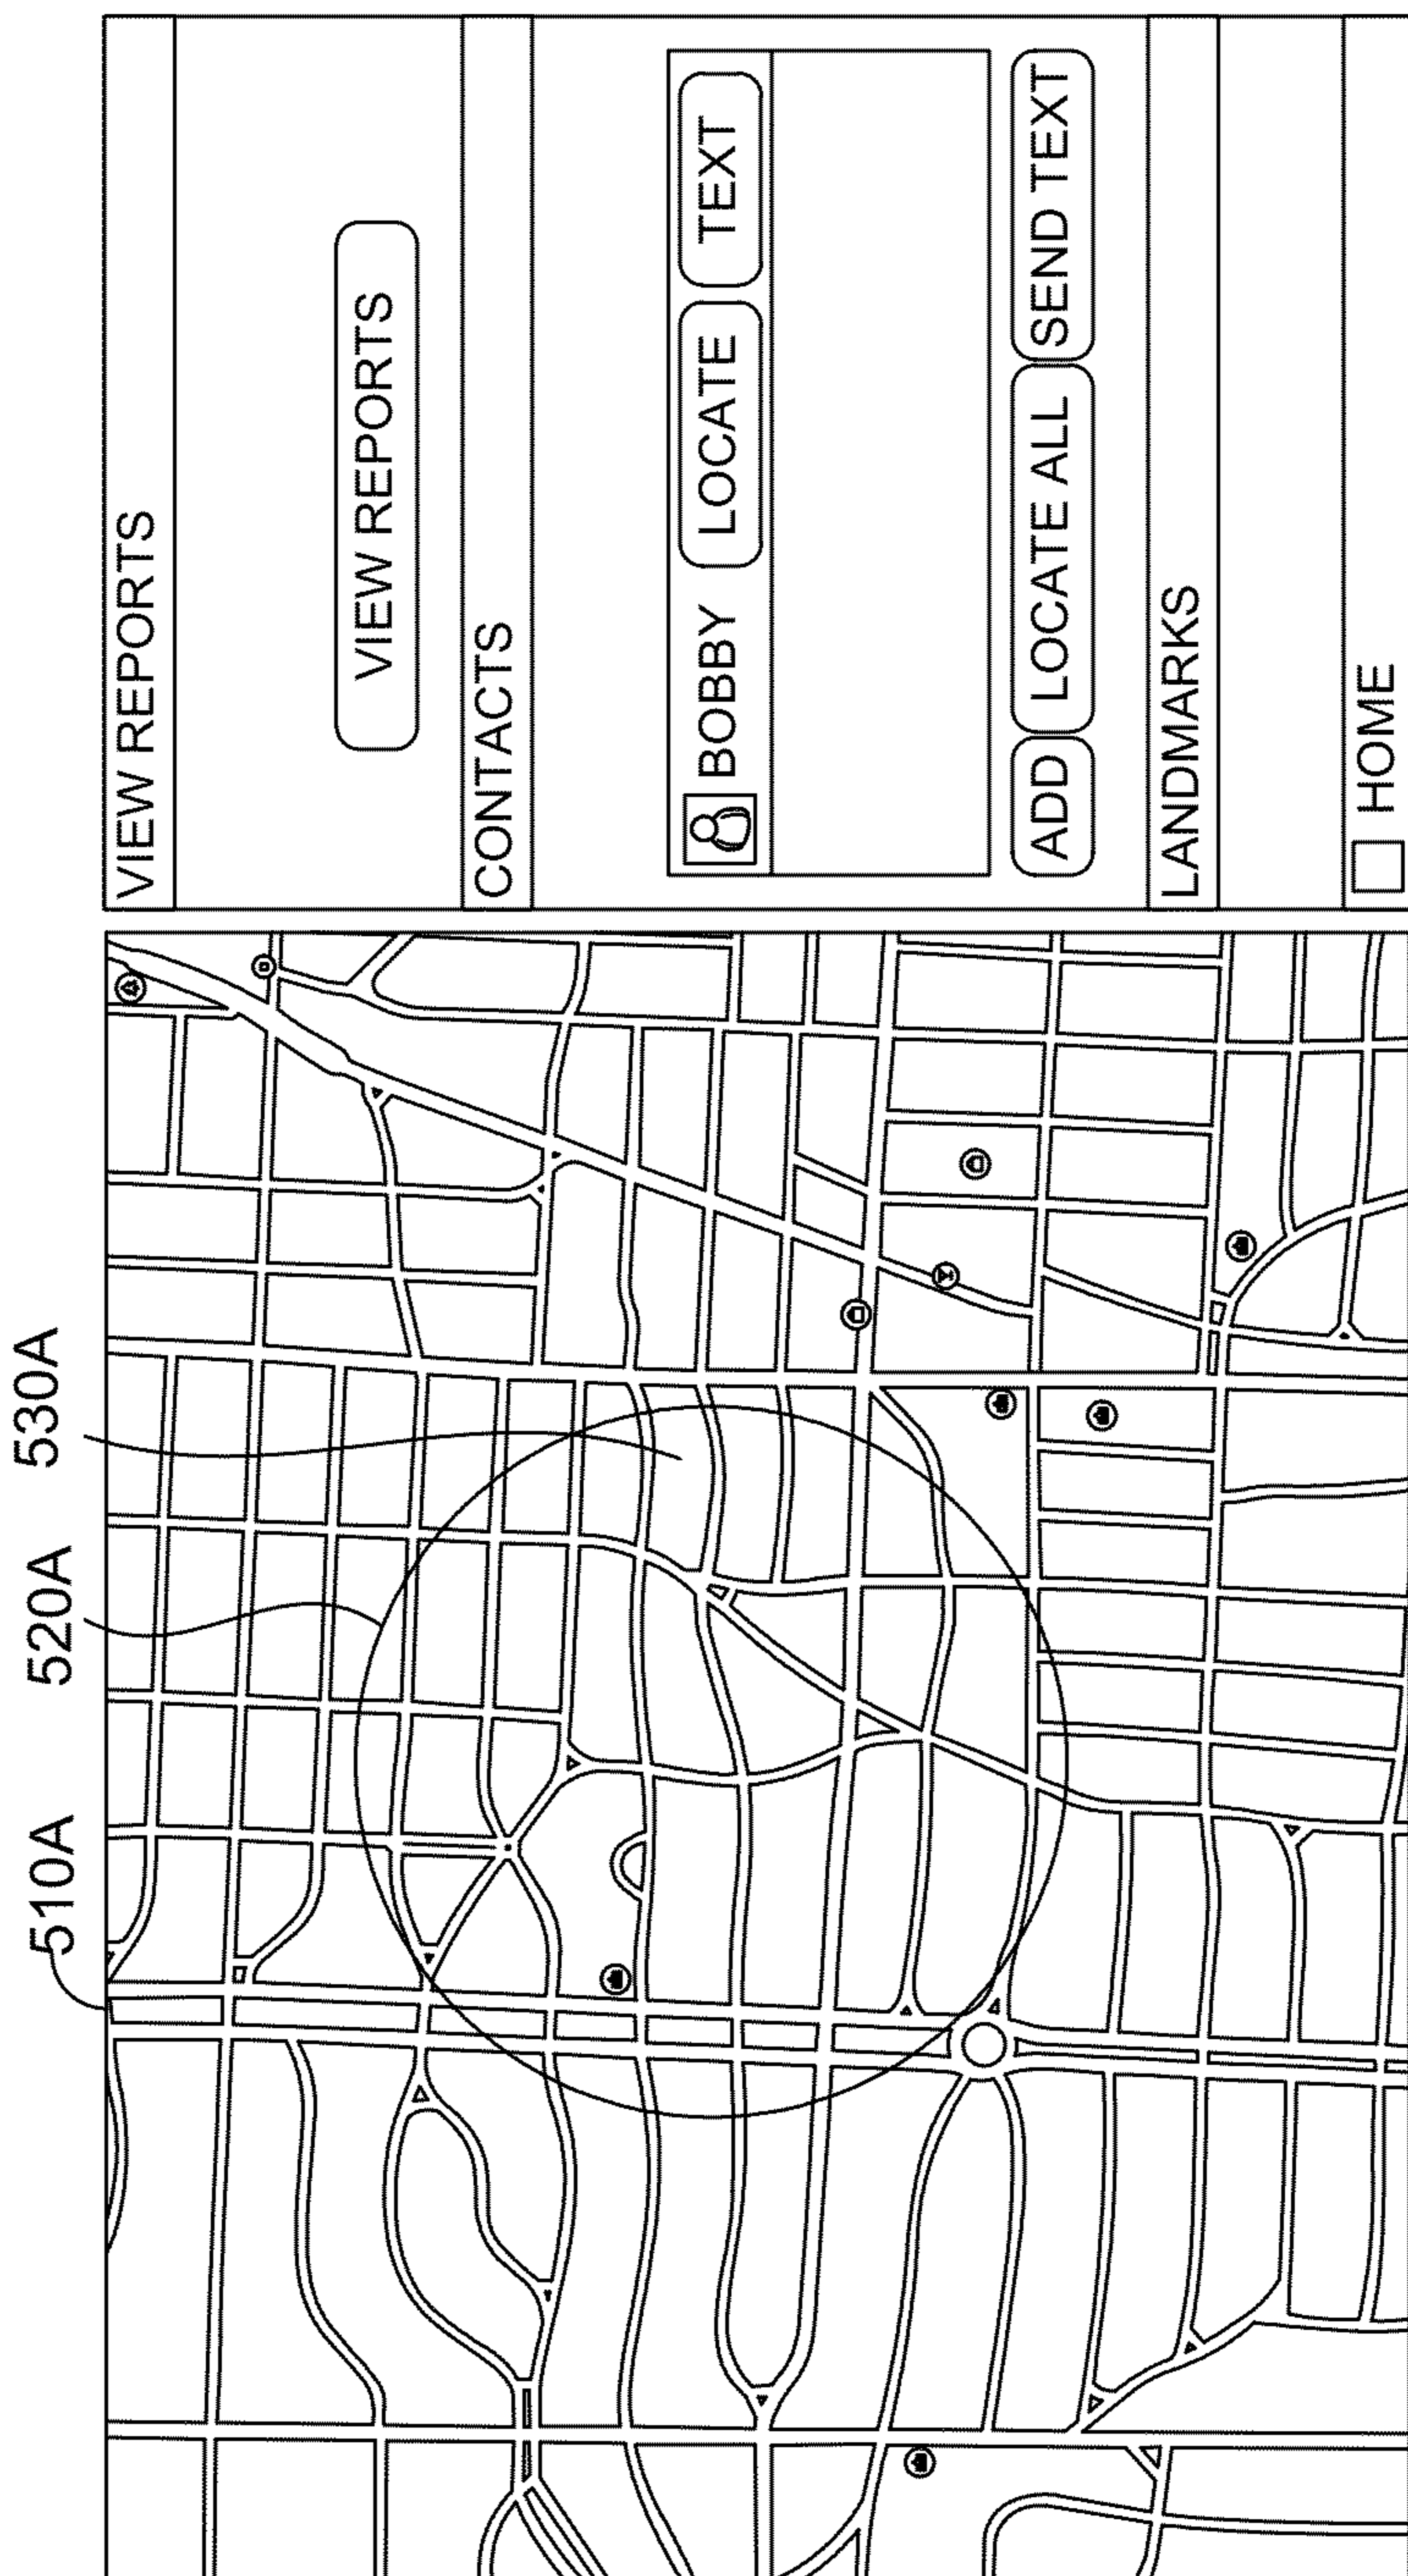 510A
520A
530A
VIEW REPORTS
VIEW REPORTS
CONTACTS
BOBBY LOCATE TEXT
ADD LOCATE ALL SEND TEXT
LANDMARKS
HOME